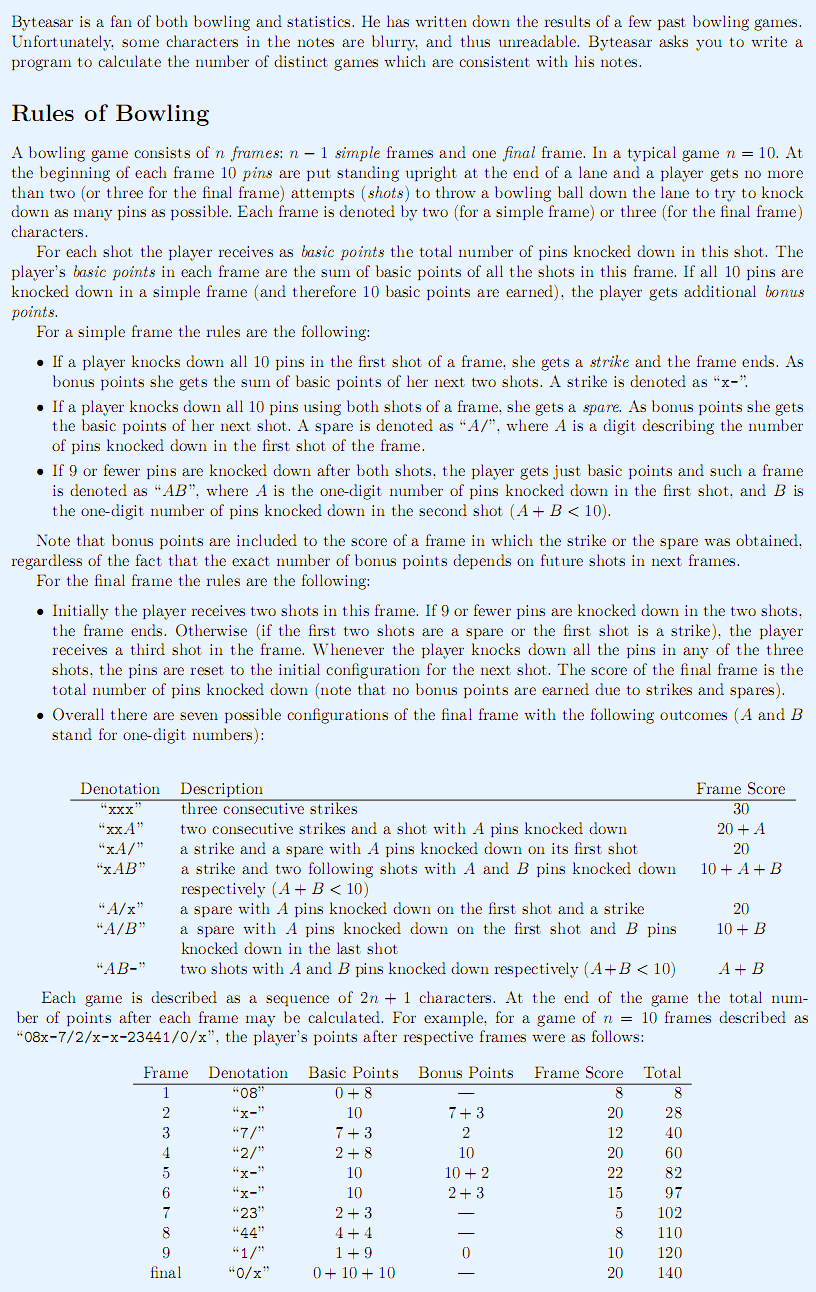 Byteasar is a fan of both bowling and statistics. He has written down the results of a few past bowling games.
Unfortunately, some characters in the notes are blurry, and thus unreadable. Byteasar asks you to write a
program to calculate the number of distinct games which are consistent with his notes.
Rules of Bowling
A bowling game consists of n frames: n − 1 simple frames and one final frame. In a typical game n = 10. At
the beginning of each frame 10 pins are put standing upright at the end of a lane and a player gets no more
than two (or three for the final frame) attempts (shots) to throw a bowling ball down the lane to try to knock
down as many pins as possible. Each frame is denoted by two (for a simple frame) or three (for the final frame)
characters.
For each shot the player receives as basic points the total number of pins knocked down in this shot. The
player's basic points in each frame are the sum of basic points of all the shots in this frame. If all 10 pins are
knocked down in a simple frame (and therefore 10 basic points are earned), the player gets additional bonus
points.
For a simple frame the rules are the following:
• If a player knocks down all 10 pins in the first shot of a frame, she gets a strike and the frame ends. As
bonus points she gets the sum of basic points of her next two shots. A strike is denoted as “x-”.
• If a player knocks down all 10 pins using both shots of a frame, she gets a spare. As bonus points she gets
the basic points of her next shot. A spare is denoted as “A/”, where A is a digit describing the number
of pins knocked down in the first shot of the frame.
• If 9 or fewer pins are knocked down after both shots, the player gets just basic points and such a frame
is denoted as “AB”, where A is the one-digit number of pins knocked down in the first shot, and B is
the one-digit number of pins knocked down in the second shot (A + B < 10).
Note that bonus points are included to the score of a frame in which the strike or the spare was obtained,
regardless of the fact that the exact number of bonus points depends on future shots in next frames.
For the final frame the rules are the following:
• Initially the player receives two shots in this frame. If 9 or fewer pins are knocked down in the two shots,
the frame ends. Otherwise (if the first two shots are a spare or the first shot is a strike), the player
receives a third shot in the frame. Whenever the player knocks down all the pins in any of the three
shots, the pins are reset to the initial configuration for the next shot. The score of the final frame is the
total number of pins knocked down (note that no bonus points are earned due to strikes and spares).
• Overall there are seven possible configurations of the final frame with the following outcomes (A and B
stand for one-digit numbers):
Denotation Description Frame Score
“xxx” three consecutive strikes 30
“xxA” two consecutive strikes and a shot with A pins knocked down 20 + A
“xA/” a strike and a spare with A pins knocked down on its first shot 20
“xAB” a strike and two following shots with A and B pins knocked down 10 + A + B
respectively (A + B < 10)
“A/x” a spare with A pins knocked down on the first shot and a strike 20
“A/B” a spare with A pins knocked down on the first shot and B pins 10 + B
knocked down in the last shot
“AB-” two shots with A and B pins knocked down respectively (A+B < 10) A + B
Each game is described as a sequence of 2n + 1 characters. At the end of the game the total num-
ber of points after each frame may be calculated. For example, for a game of n = 10 frames described as
“08x-7/2/x-x-23441/0/x”, the player's points after respective frames were as follows:
Frame Denotation Basic Points Bonus Points Frame Score Total
1 “08” 0 + 8 — 8 8
2 “x-” 10 7 + 3 20 28
3 “7/” 7 + 3 2 12 40
4 “2/” 2 + 8 10 20 60
5 “x-” 10 10 + 2 22 82
6 “x-” 10 2 + 3 15 97
7 “23” 2 + 3 — 5 102
8 “44” 4 + 4 — 8 110
9 “1/” 1 + 9 0 10 120
final “0/x” 0 + 10 + 10 — 20 140